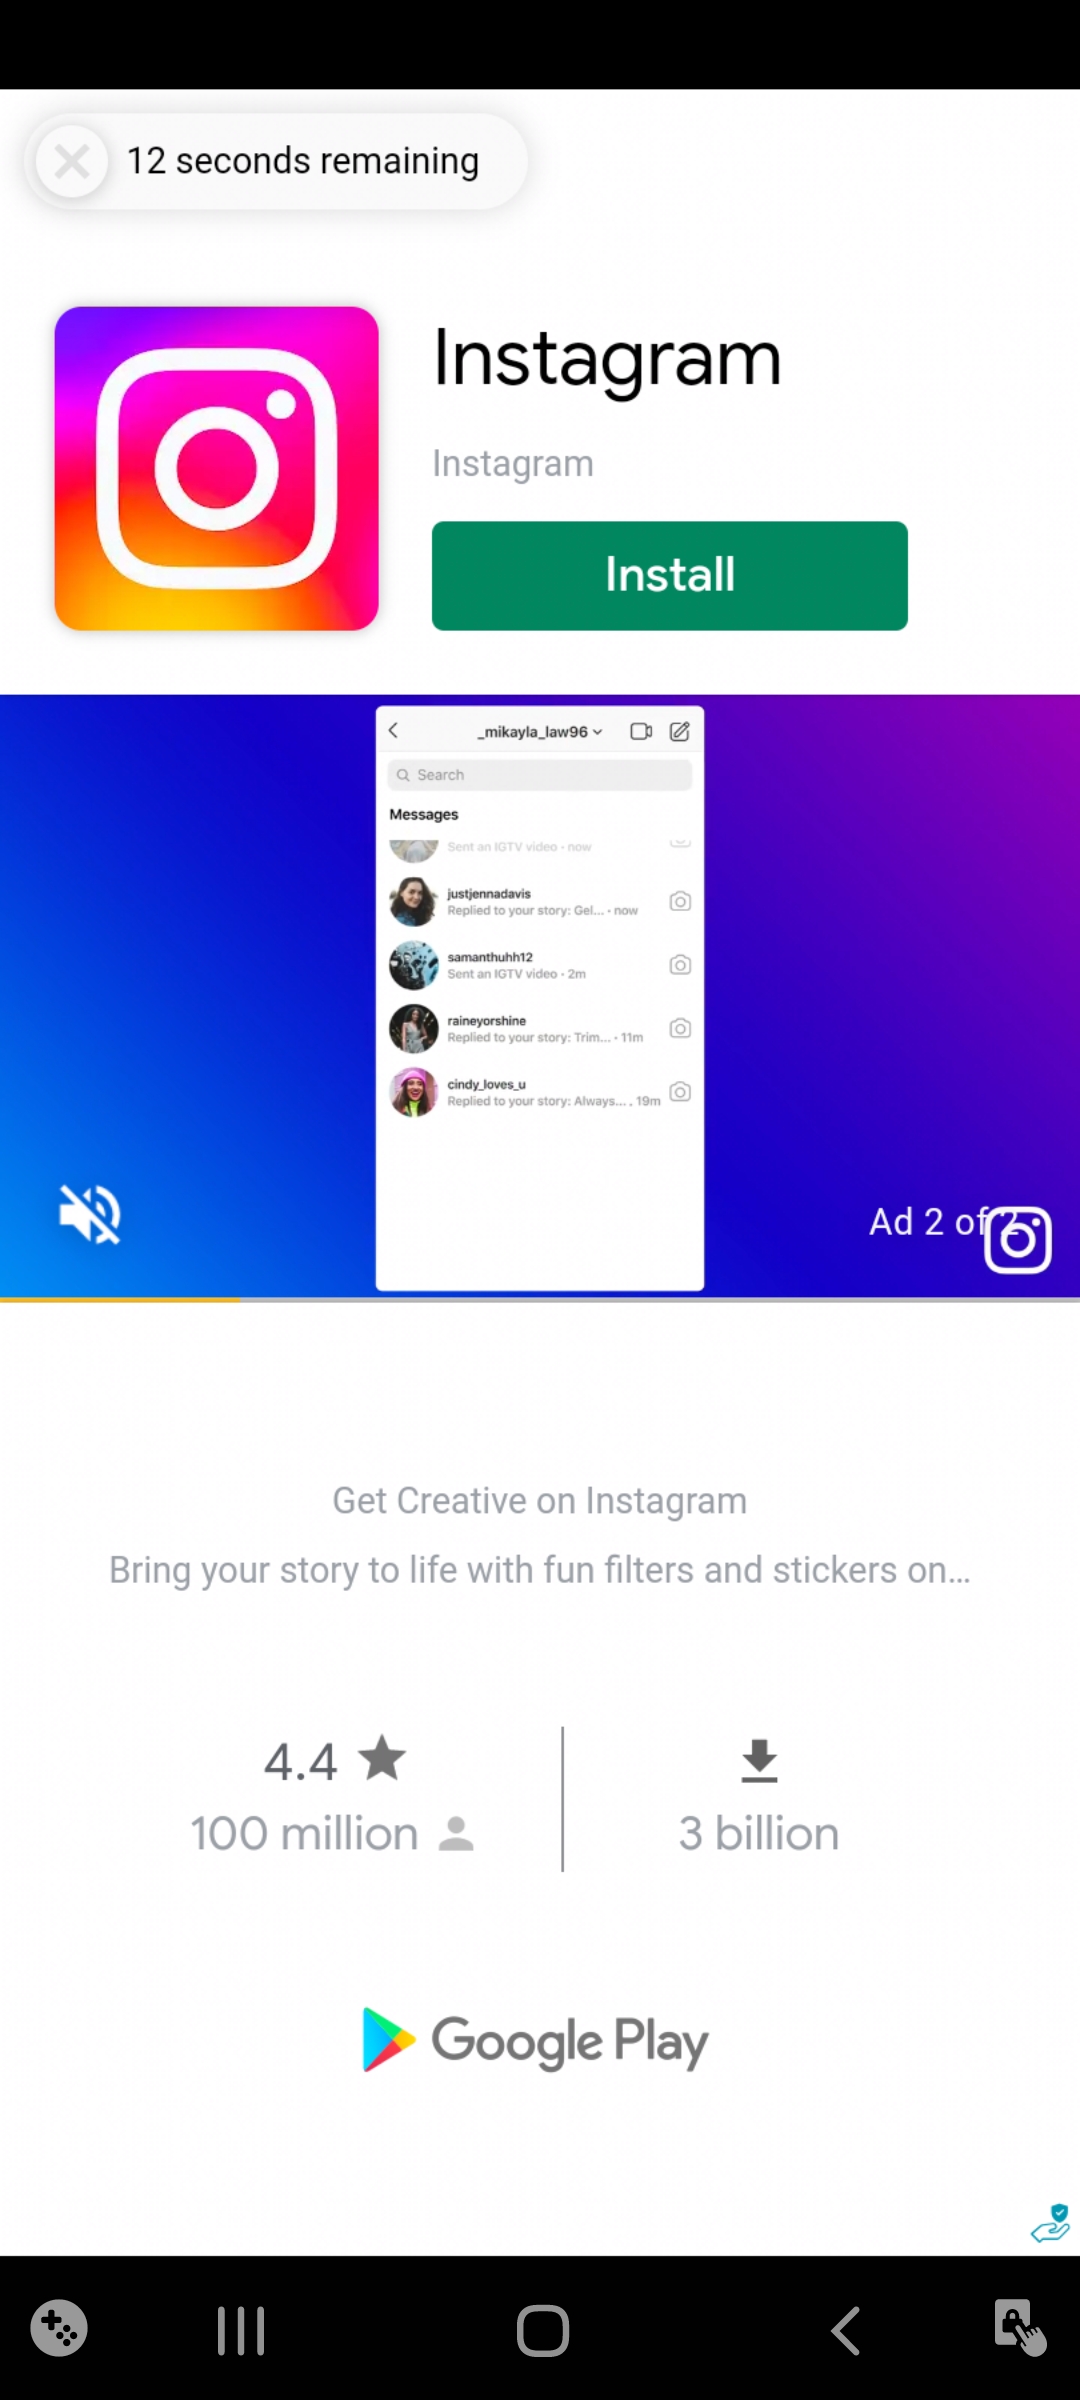 12 seconds remaining
Instagram
Instagram
Install
_mikayla_law96
Search
Messages
Sent an IGTV video · now
justjennadavis
Replied to your story: Gel... · now
samanthuhh12
Sent an IGTV video · 2m
raineyorshine
Replied to your story: Trim... · 11m
cindy_loves_u
Replied to your story: Always... . 19m
Ad 2 of 2
Get Creative on Instagram
Bring your story to life with fun filters and stickers on...
4.4
100 million
3 billion
Google Play